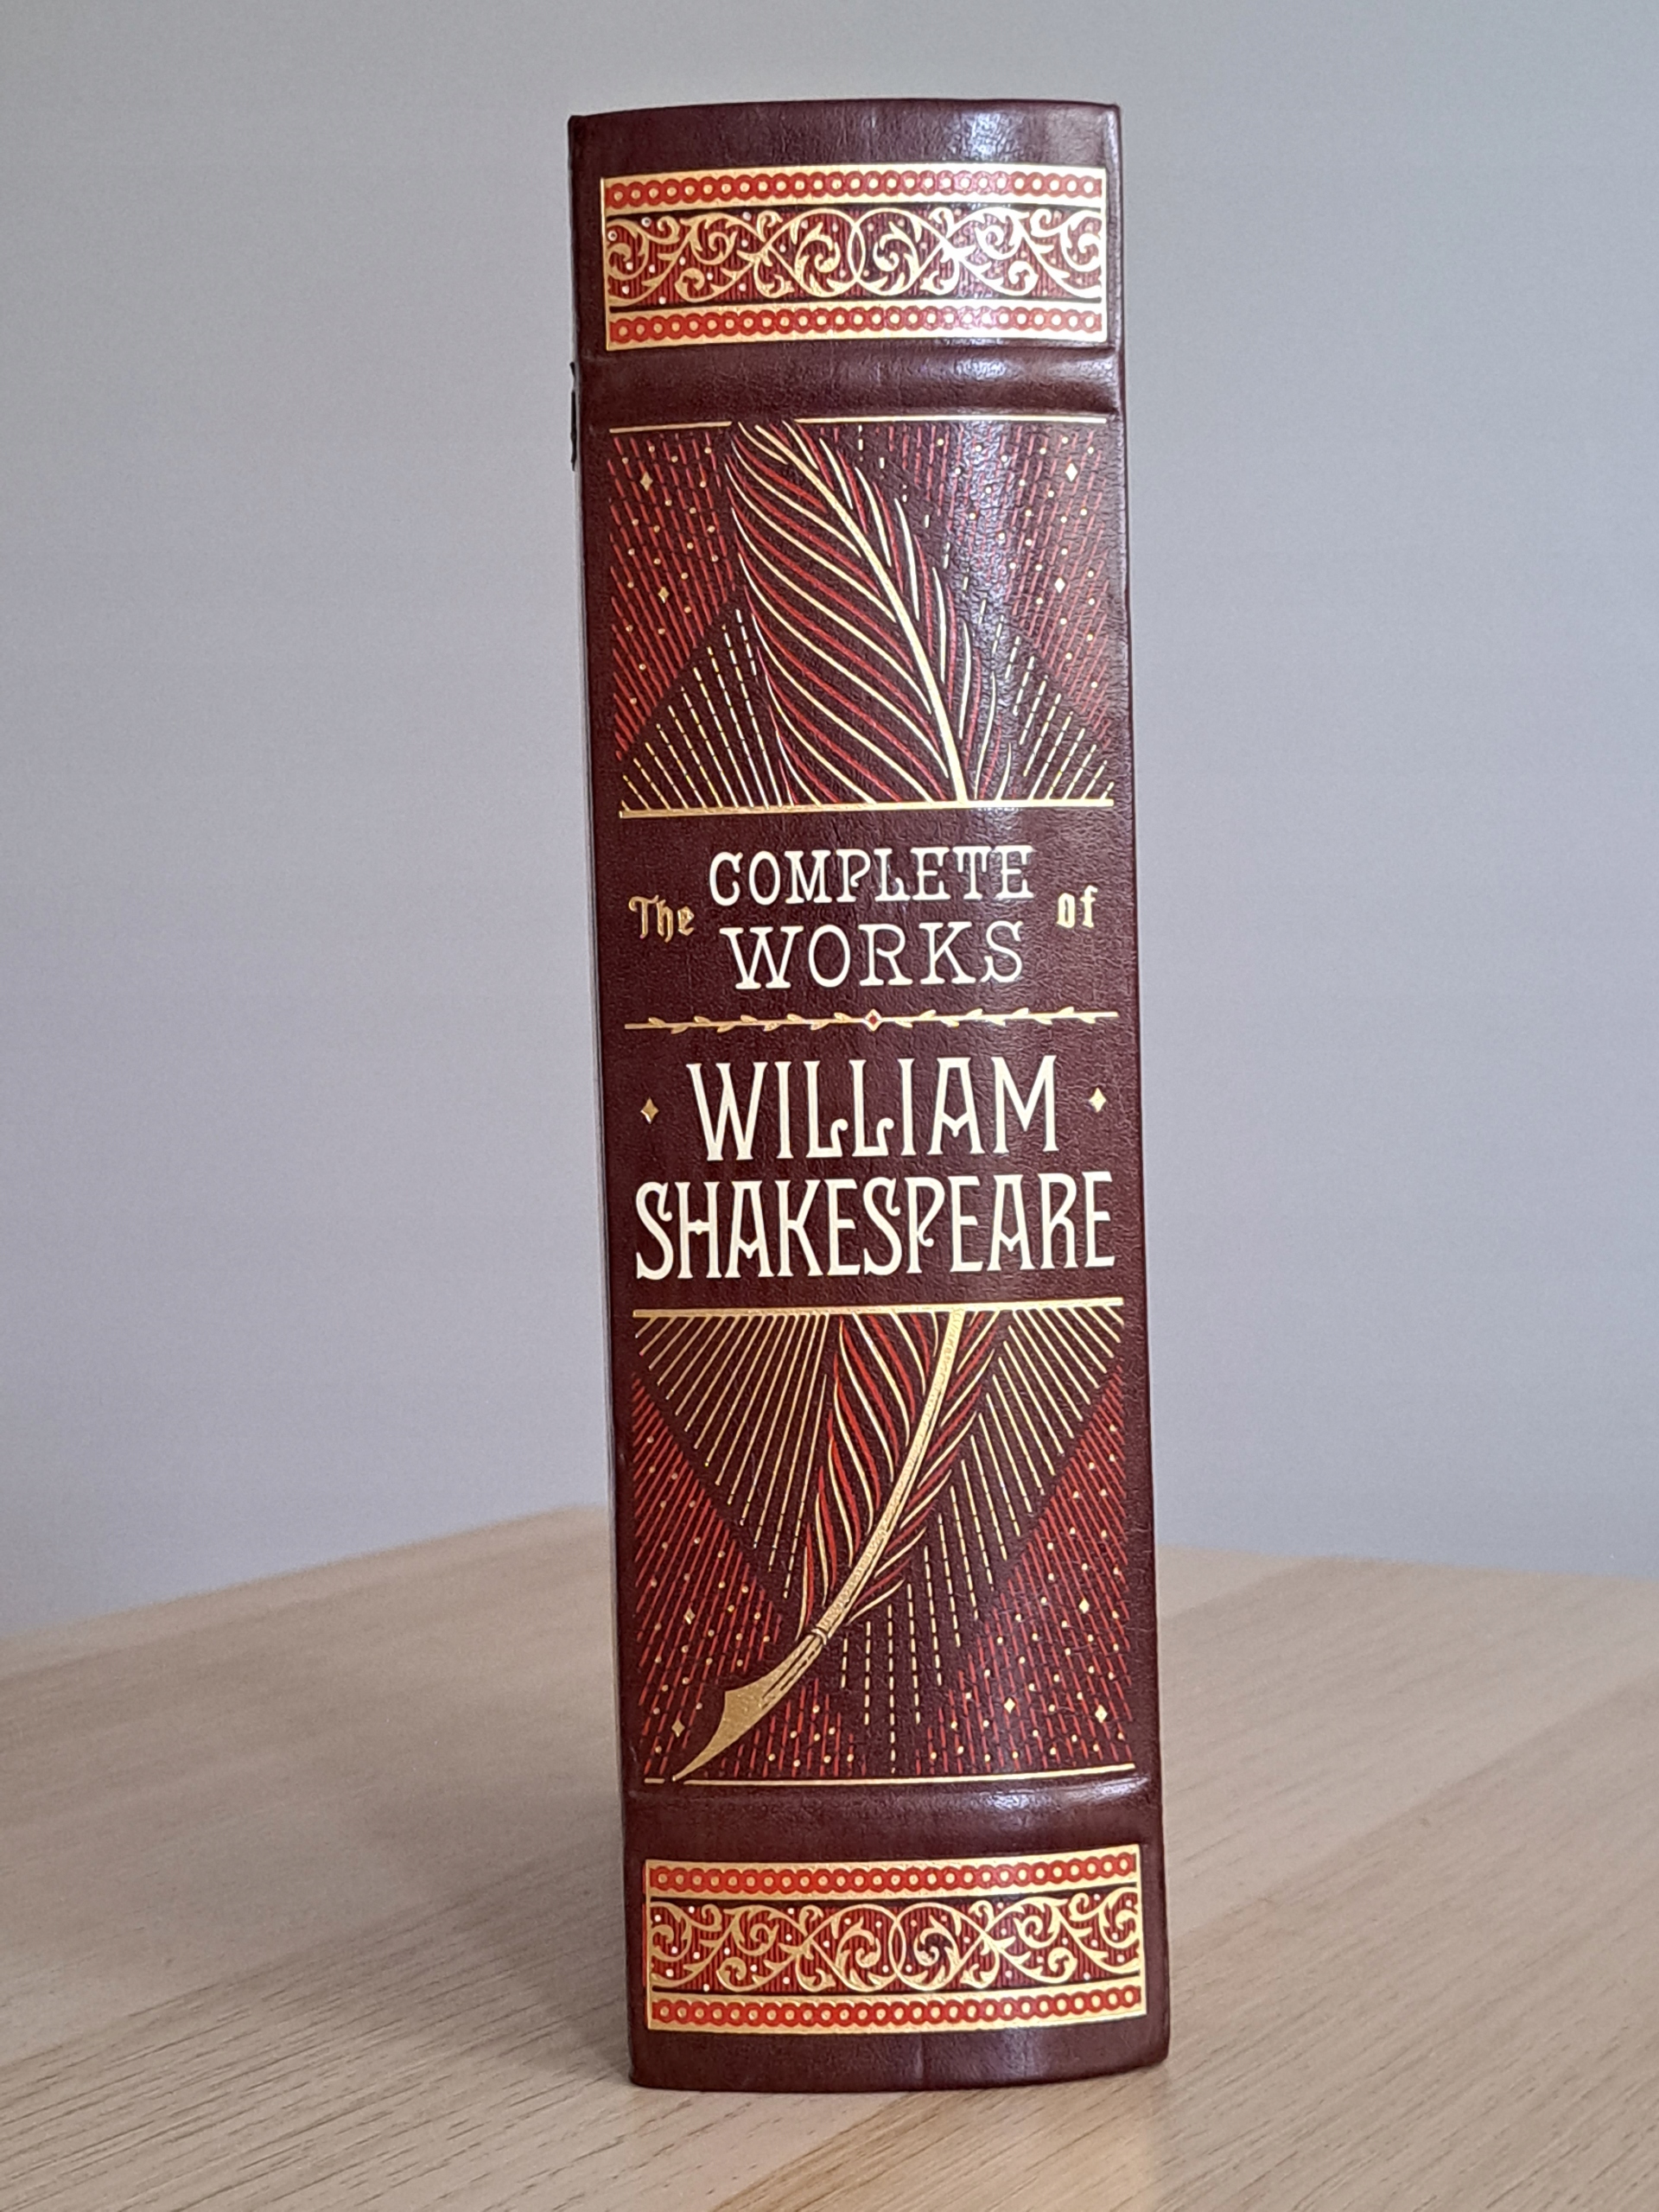 The COMPLETE of
WORKS
WILLIAM
SHAKESPEARE